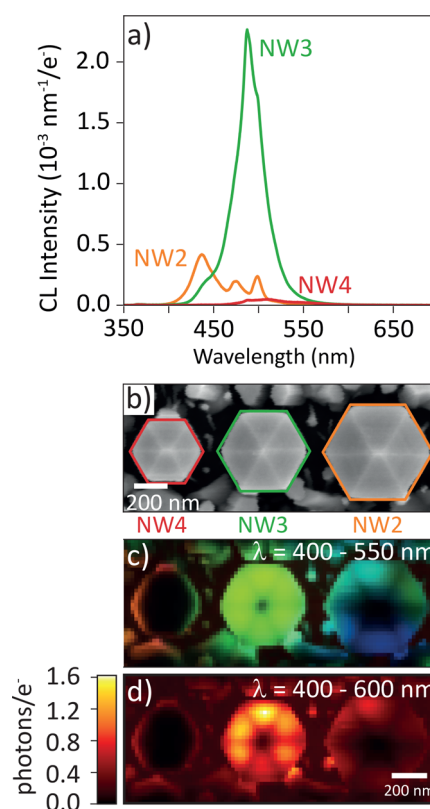 a)
NW3
NW2
NW4
2.0
1.5
1.0
0.5
0.0
CL Intensity (10⁻³ nm⁻¹/e⁻)
350 450 550 650
Wavelength (nm)
b)
200 nm
NW4 NW3 NW2
c) λ = 400 - 550 nm
d) λ = 400 - 600 nm
1.6
1.2
0.8
0.4
0.0
photons/e⁻
200 nm